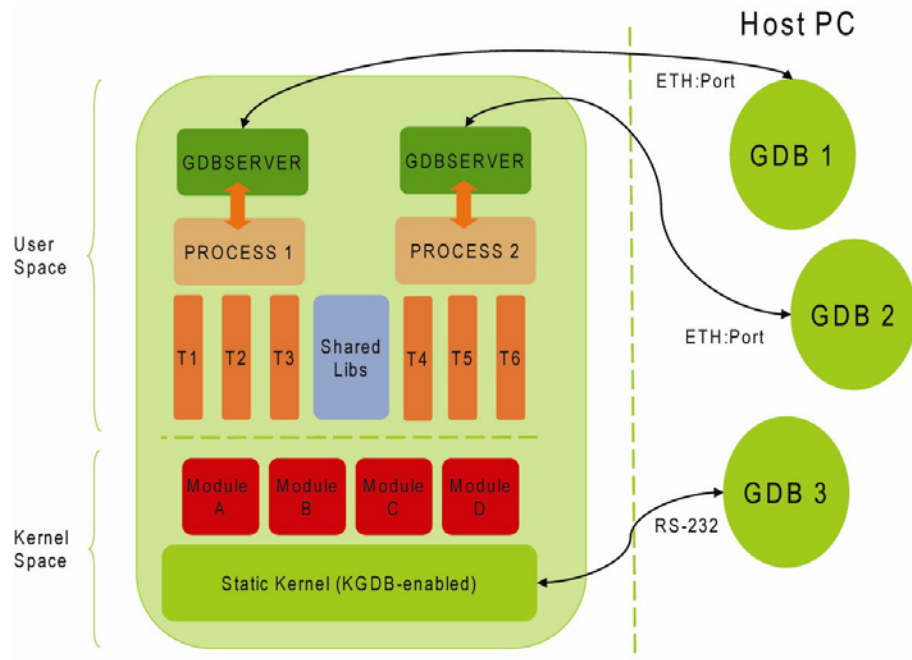 Host PC
ETH:Port
GDB 1
GDBSERVER
GDBSERVER
User
Space
PROCESS 1
PROCESS 2
GDB 2
ETH:Port
T1
T2
T3
Shared
Libs
T4
T5
T6
Module
A
Module
B
Module
C
Module
D
GDB 3
RS-232
Kernel
Space
Static Kernel (KGDB-enabled)